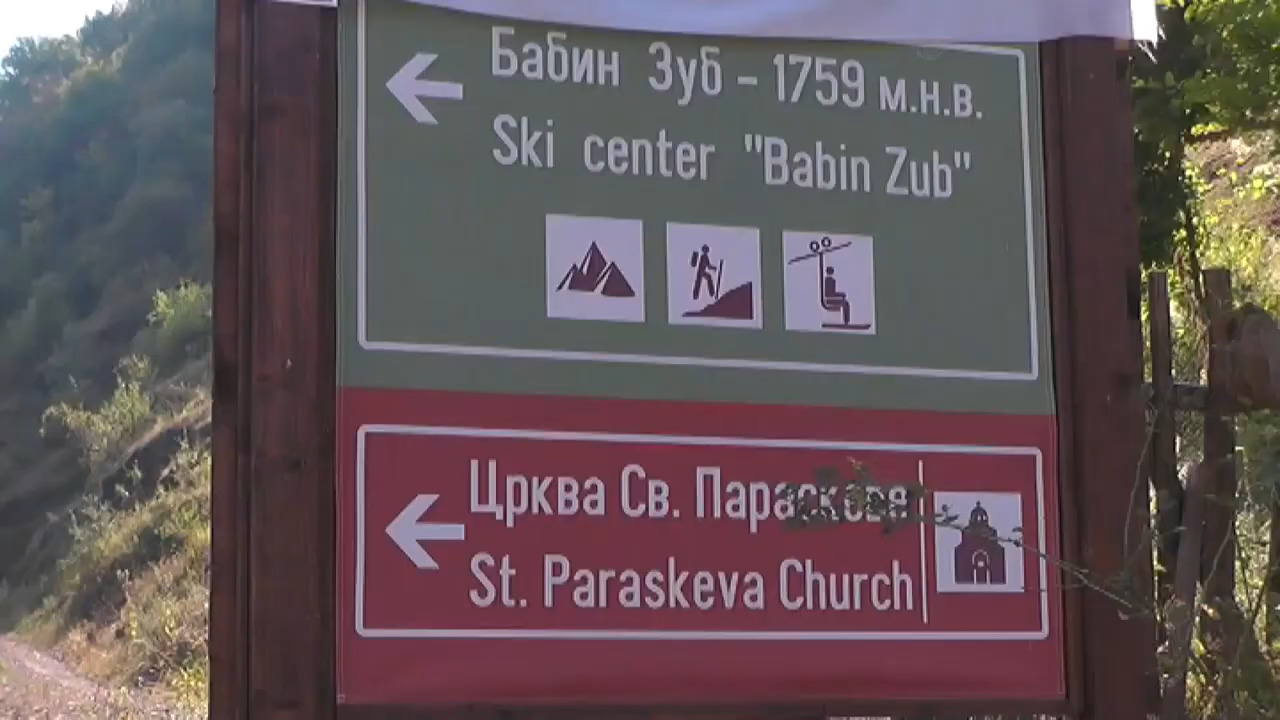 Бабин Зуб - 1759 м.н.в.
Ski center "Babin Zub"
Црква Св. Параскеве
St. Paraskeva Church